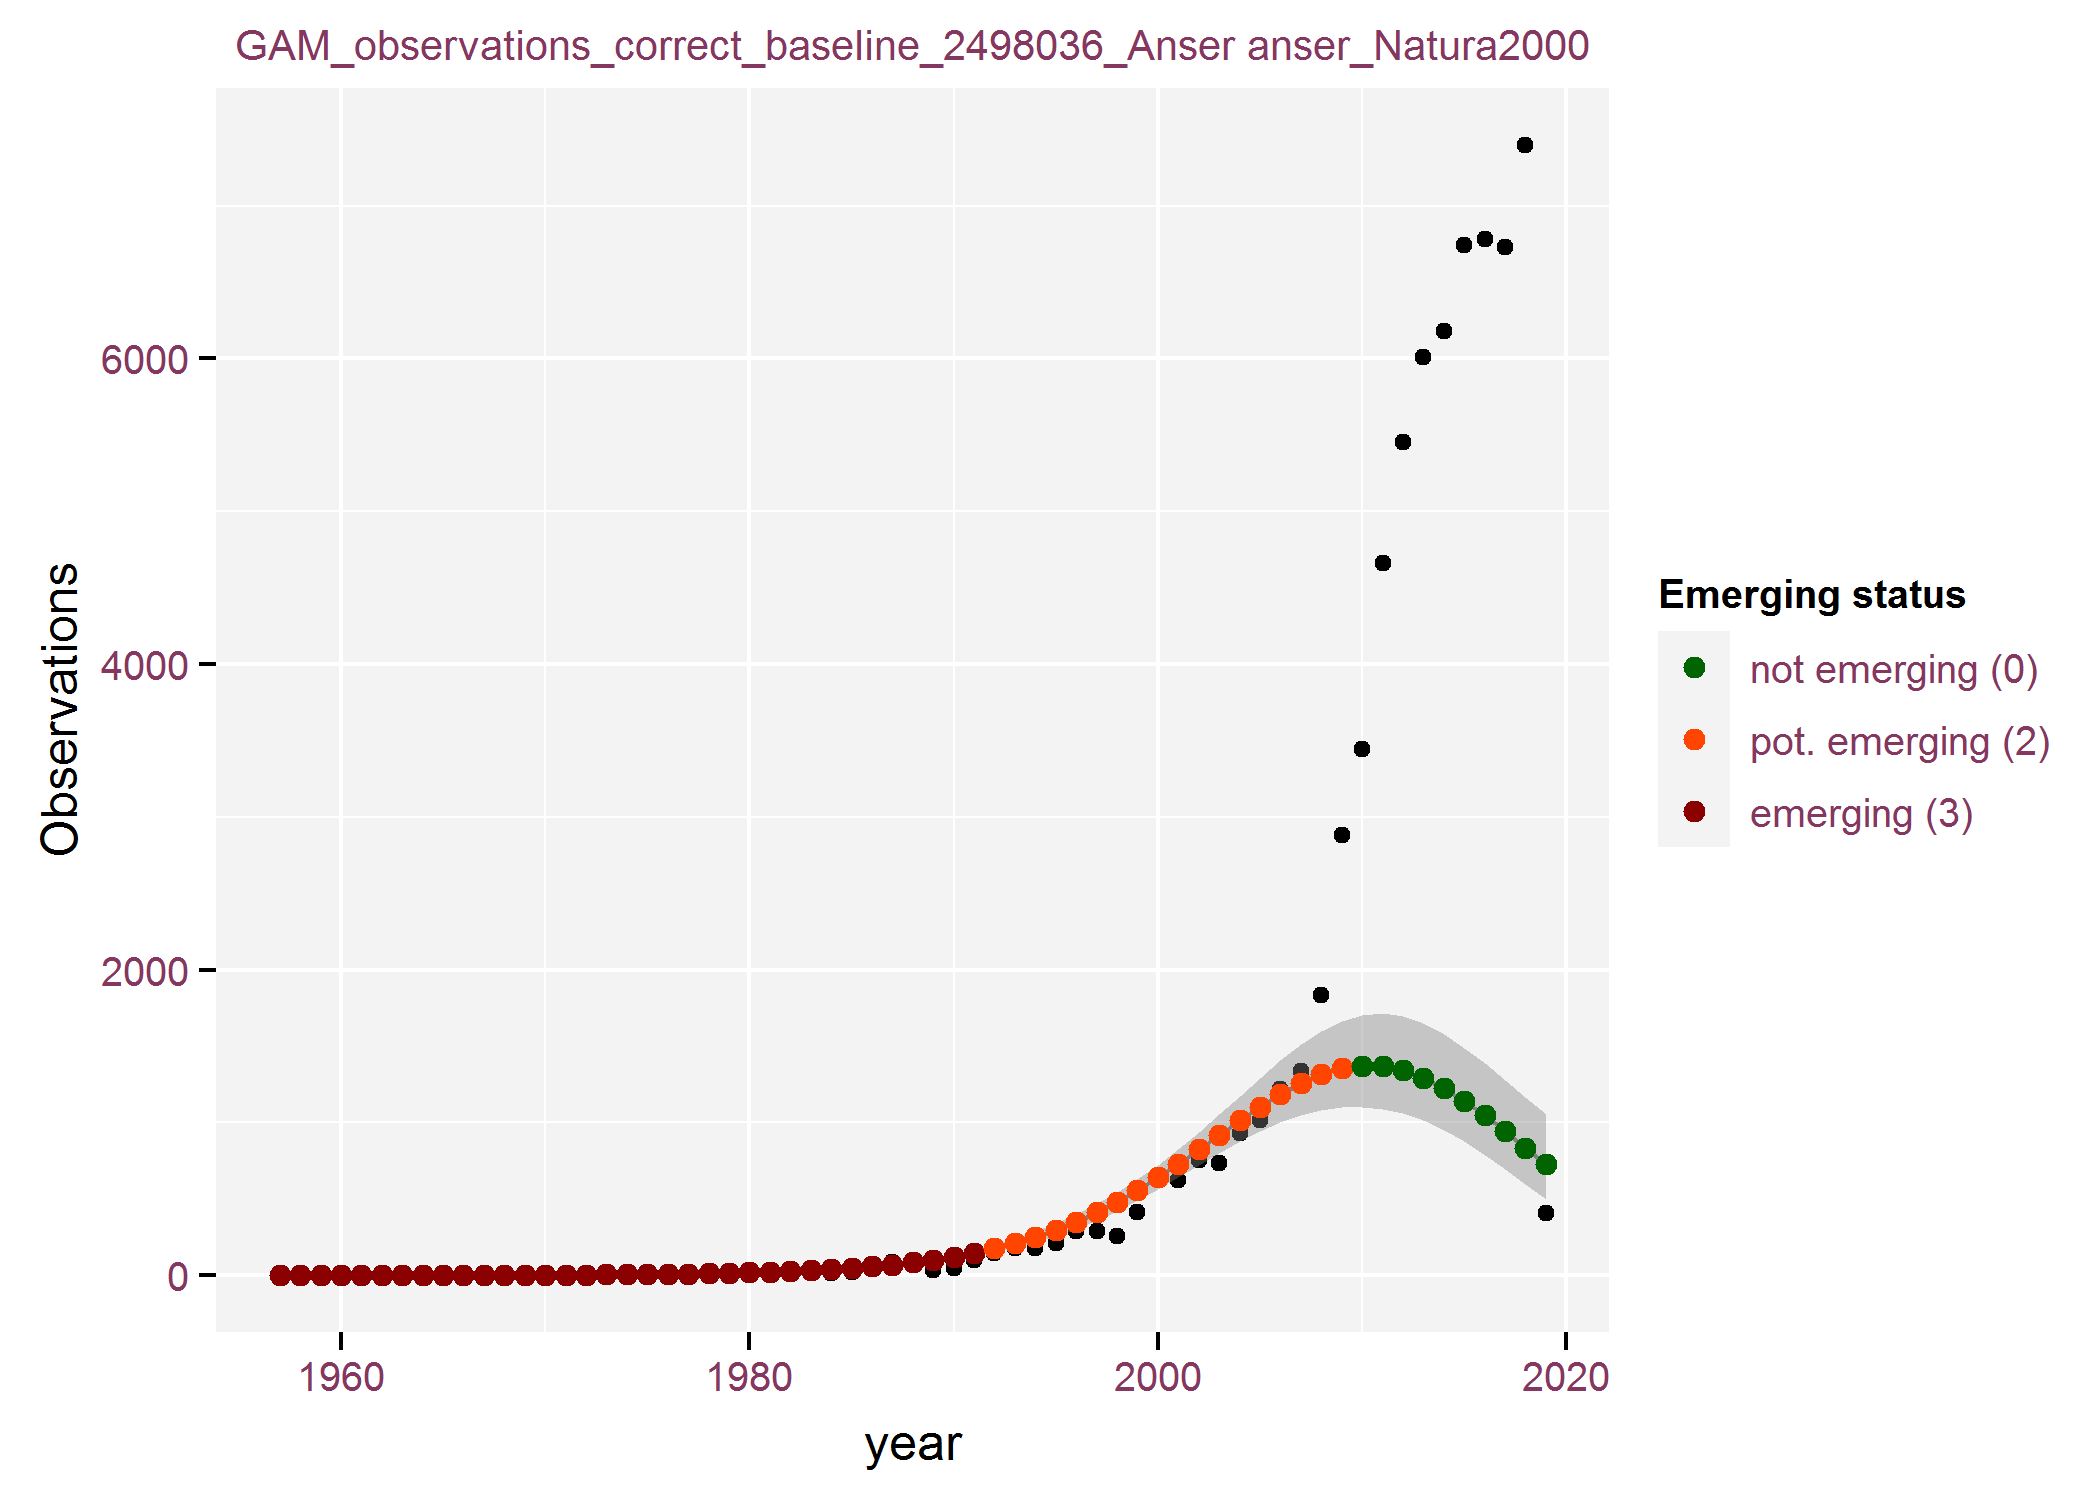 GAM_observations_correct_baseline_2498036_Anser anser_Natura2000
Observations
6000
4000
2000
0
1960
1980
2000
2020
year
Emerging status
not emerging (0)
pot. emerging (2)
emerging (3)